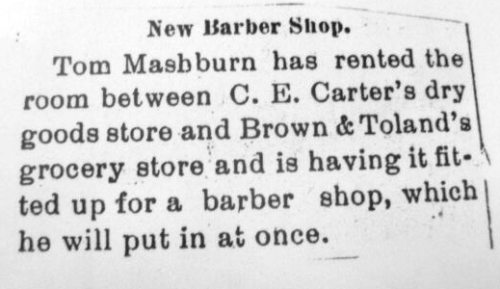 New Barber Shop.
Tom Mashburn has rented the
room between C. E. Carter's dry
goods store and Brown & Toland's
grocery store and is having it fit-
ted up for a barber shop, which
he will put in at once.